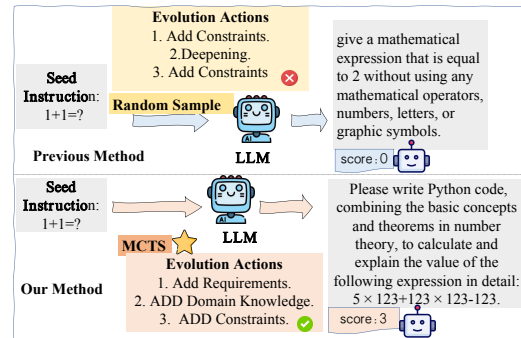 Evolution Actions
1. Add Constraints.
2.Deepening.
3. Add Constraints
Seed
Instruction:
1+1=?
Random Sample
AI
LLM
Previous Method
give a mathematical
expression that is equal
to 2 without using any
mathematical operators,
numbers, letters, or
graphic symbols.
score:0
Seed
Instruction:
1+1=?
AI
LLM
MCTS
Evolution Actions
1. Add Requirements.
2. ADD Domain Knowledge.
3. ADD Constraints.
Our Method
Please write Python code,
combining the basic concepts
and theorems in number
theory, to calculate and
explain the value of the
following expression in detail:
5 × 123+123 × 123-123.
score:3